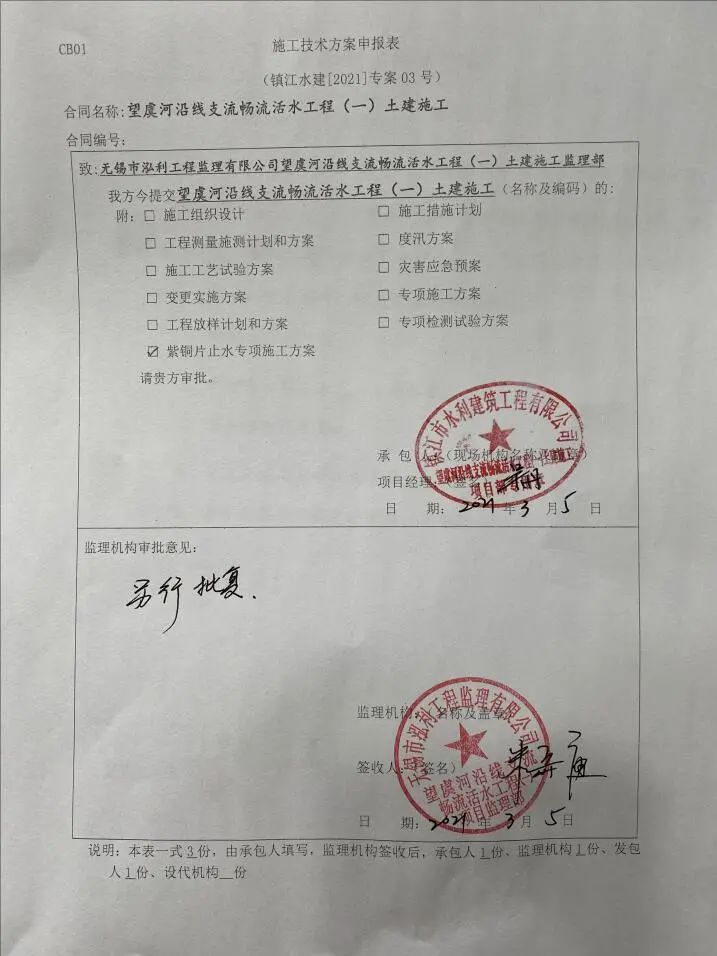 CB01
施工技术方案申报表
（镇江水建[2021]专案 03 号）
合同名称：望虞河沿线支流畅流活水工程（一）土建施工
合同编号：
致：无锡市泓利工程监理有限公司望虞河沿线支流畅流活水工程（一）土建施工监理部
我方今提交望虞河沿线支流畅流活水工程（一）土建施工（名称及编码）的：
附：□ 施工组织设计 □ 施工措施计划
□ 工程测量施测计划和方案 □ 度汛方案
□ 施工工艺试验方案 □ 灾害应急预案
□ 变更实施方案 □ 专项施工方案
□ 工程放样计划和方案 □ 专项检测试验方案
☑ 紫铜片止水专项施工方案
请贵方审批。
镇江市水利建筑工程有限公司
承 包 人：（现场机构名称及盖章）
望虞河沿线支流畅流活水工程
项目经理：（签
项目部
日 期：2021 年 3 月 5 日
监理机构审批意见：
另行批复.
无锡市泓利工程监理有限公司
监理机构：（名称及盖章）
签收人：（签名）
望虞河沿线支流
畅流活水工程
项目监理部
日 期：2021 年 3 月 5 日
说明：本表一式 3 份，由承包人填写，监理机构签收后，承包人 1 份、监理机构 1 份、发包
人 1 份、设代机构__份